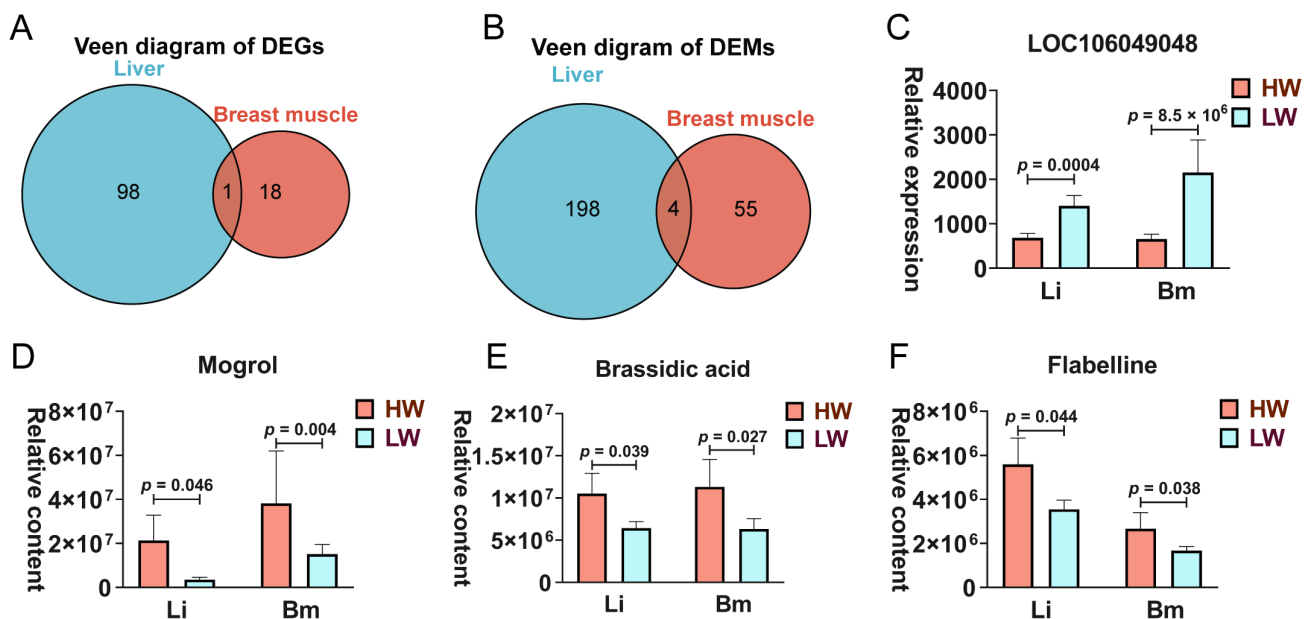 A
Veen diagram of DEGs
Liver
Breast muscle
98
1
18
B
Veen digram of DEMs
Liver
Breast muscle
198
4
55
C
LOC106049048
Relative expression
4000
3000
2000
1000
0
p = 0.0004
p = 8.5 × 10⁶
HW
LW
Li
Bm
D
Mogrol
Relative content
8×10⁷
6×10⁷
4×10⁷
2×10⁷
0
p = 0.046
p = 0.004
HW
LW
Li
Bm
E
Brassidic acid
Relative content
2×10⁷
1.5×10⁷
1×10⁷
5×10⁶
0
p = 0.039
p = 0.027
HW
LW
Li
Bm
F
Flabelline
Relative content
8×10⁶
6×10⁶
4×10⁶
2×10⁶
0
p = 0.044
p = 0.038
HW
LW
Li
Bm